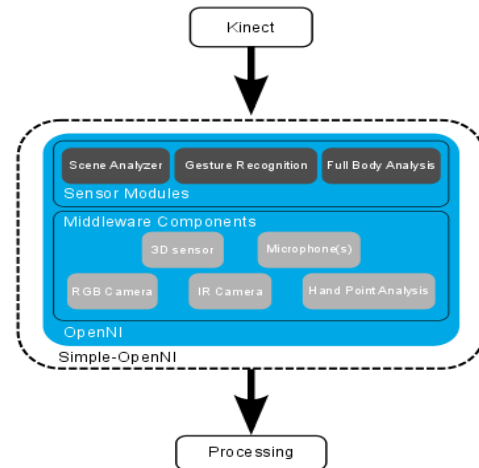 Kinect
Scene Analyzer Gesture Recognition Full Body Analysis
Sensor Modules
Middleware Components
3D sensor Microphone(s)
RGB Camera IR Camera Hand Point Analysis
OpenNI
Simple-OpenNI
Processing